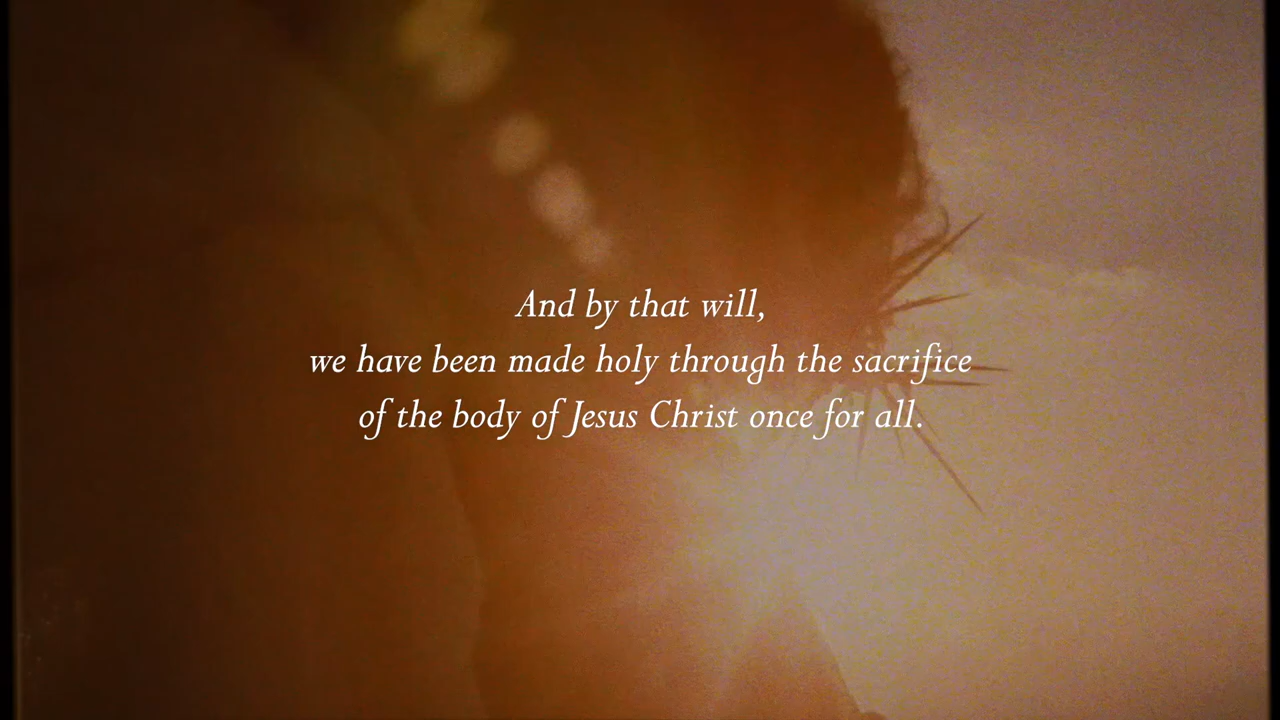 And by that will,
we have been made holy through the sacrifice
of the body of Jesus Christ once for all.